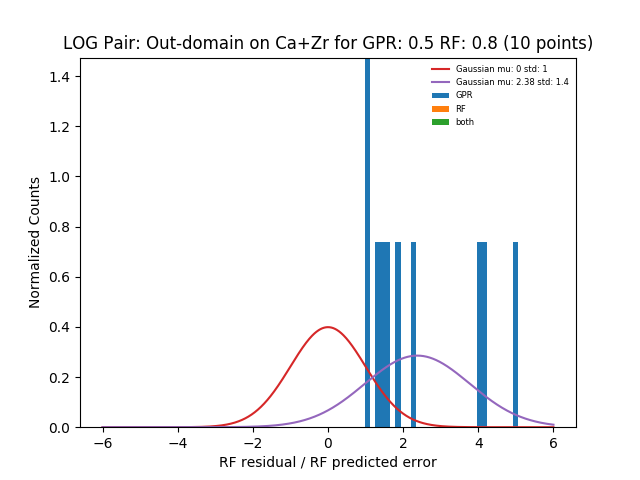 LOG Pair: Out-domain on Ca+Zr for GPR: 0.5 RF: 0.8 (10 points)
Gaussian mu: 0 std: 1
Gaussian mu: 2.38 std: 1.4
GPR
RF
both
Normalized Counts
1.4
1.2
1.0
0.8
0.6
0.4
0.2
0.0
−6 −4 −2 0 2 4 6
RF residual / RF predicted error